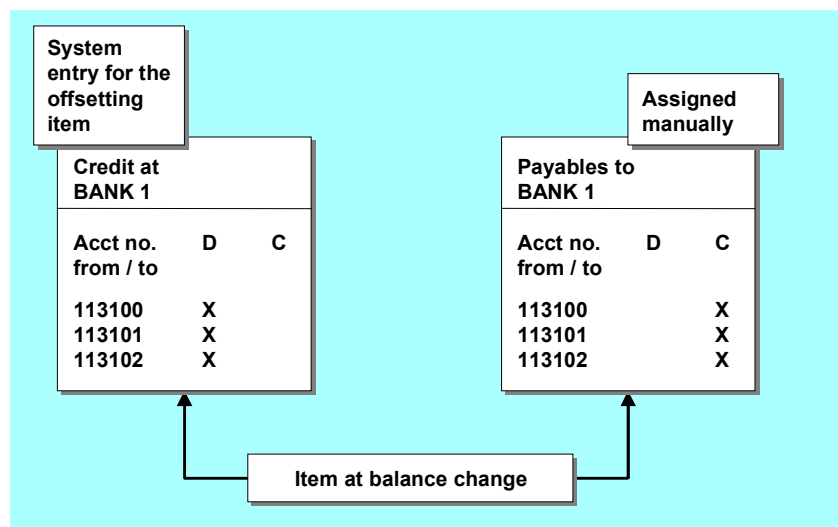 System
entry for the
offsetting
item
Assigned
manually
Credit at
BANK 1
Acct no. D C
from / to
113100 X
113101 X
113102 X
Payables to
BANK 1
Acct no. D C
from / to
113100 X
113101 X
113102 X
Item at balance change